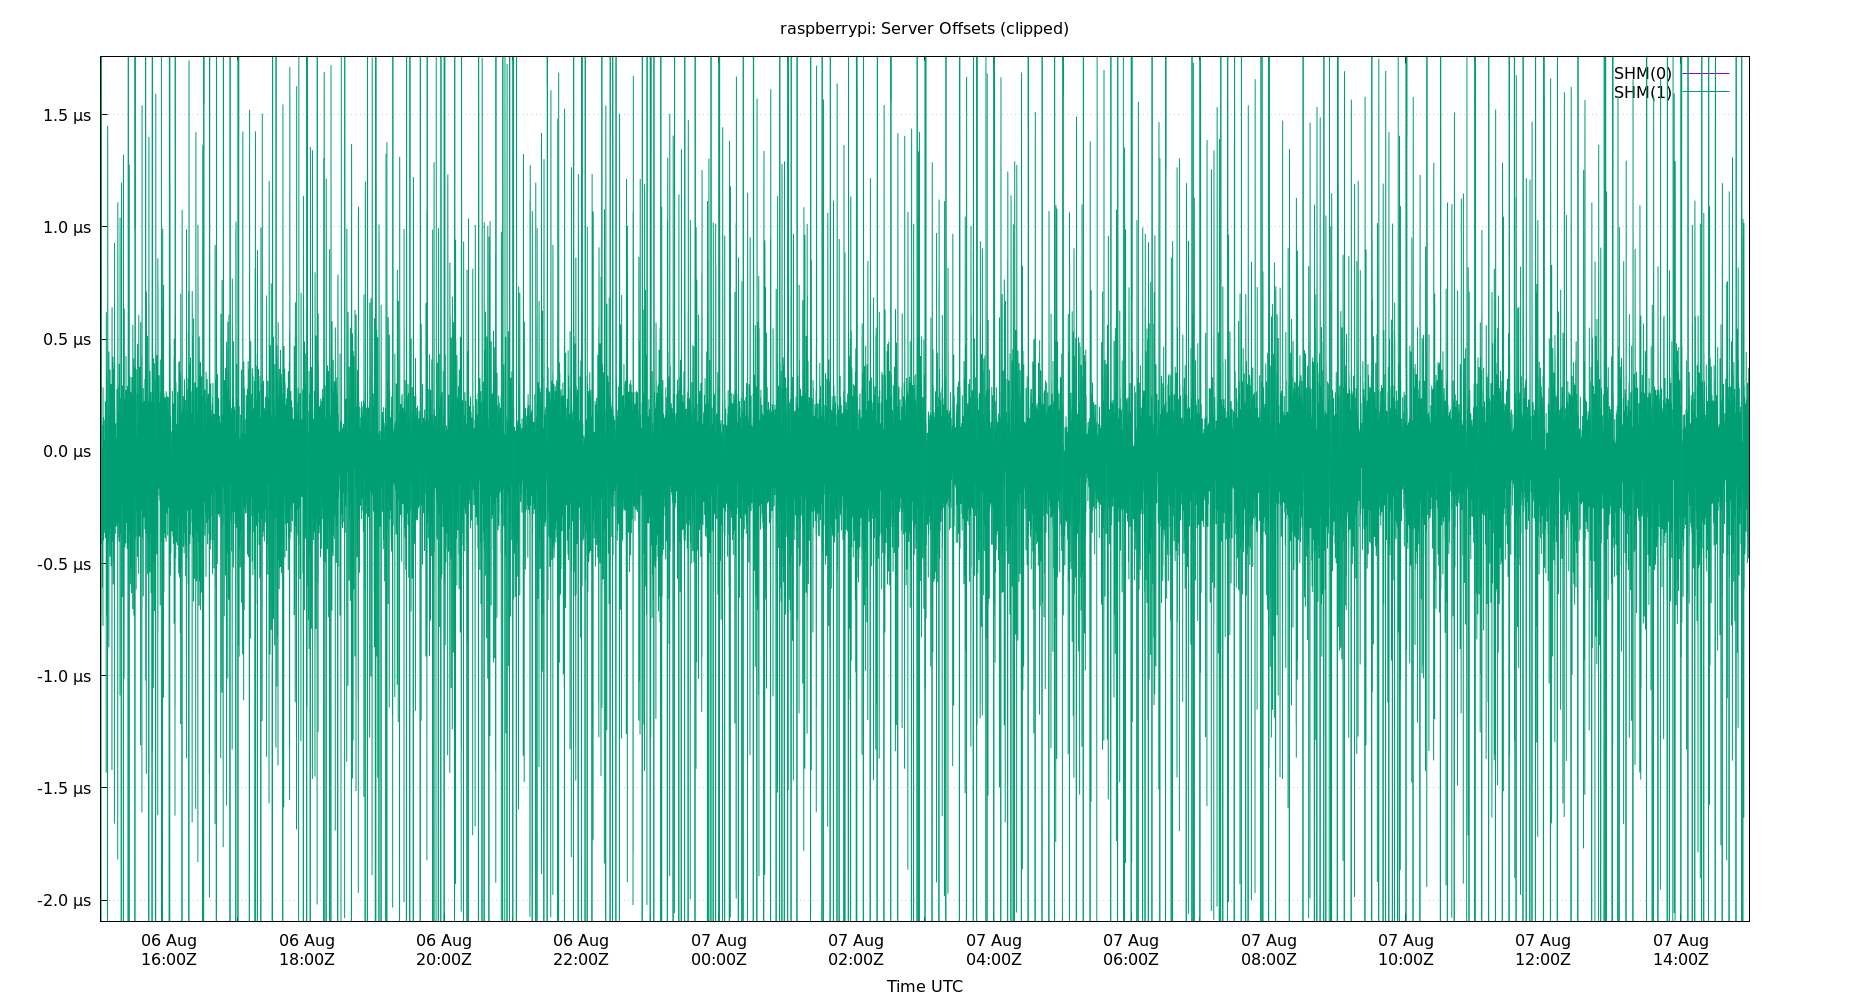 raspberrypi: Server Offsets (clipped)
SHM(0)
SHM(1)
1.5 µs
1.0 µs
0.5 µs
0.0 µs
-0.5 µs
-1.0 µs
-1.5 µs
-2.0 µs
06 Aug 06 Aug 06 Aug 06 Aug 07 Aug 07 Aug 07 Aug 07 Aug 07 Aug 07 Aug 07 Aug 07 Aug
16:00Z 18:00Z 20:00Z 22:00Z 00:00Z 02:00Z 04:00Z 06:00Z 08:00Z 10:00Z 12:00Z 14:00Z
Time UTC